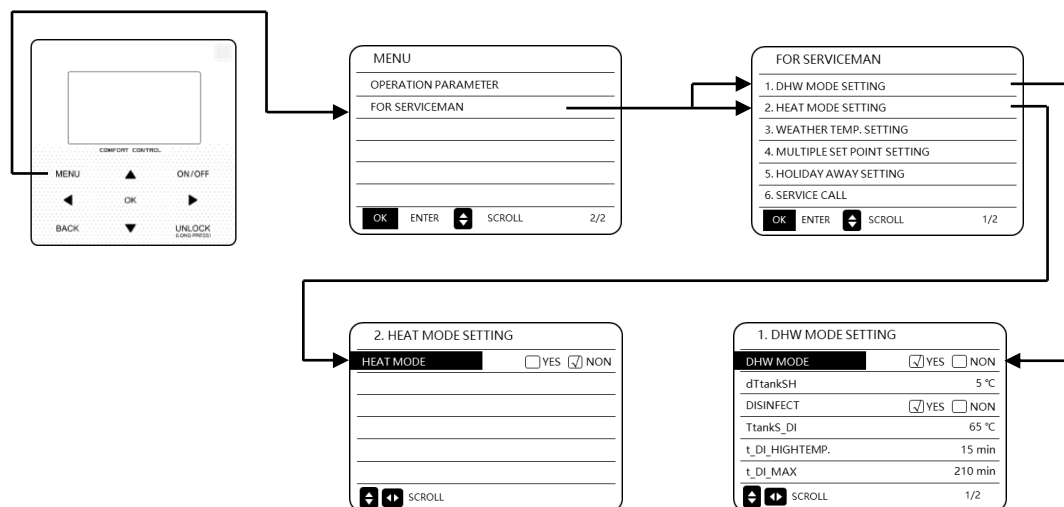 COMFORT CONTROL
MENU ON/OFF
OK
BACK UNLOCK
(LONG PRESS)
MENU
OPERATION PARAMETER
FOR SERVICEMAN
OK ENTER SCROLL 2/2
FOR SERVICEMAN
1. DHW MODE SETTING
2. HEAT MODE SETTING
3. WEATHER TEMP. SETTING
4. MULTIPLE SET POINT SETTING
5. HOLIDAY AWAY SETTING
6. SERVICE CALL
OK ENTER SCROLL 1/2
2. HEAT MODE SETTING
HEAT MODE YES NON
SCROLL
1. DHW MODE SETTING
DHW MODE YES NON
dTtankSH 5 ℃
DISINFECT YES NON
TtankS_DI 65 ℃
t_DI_HIGHTEMP. 15 min
t_DI_MAX 210 min
SCROLL 1/2